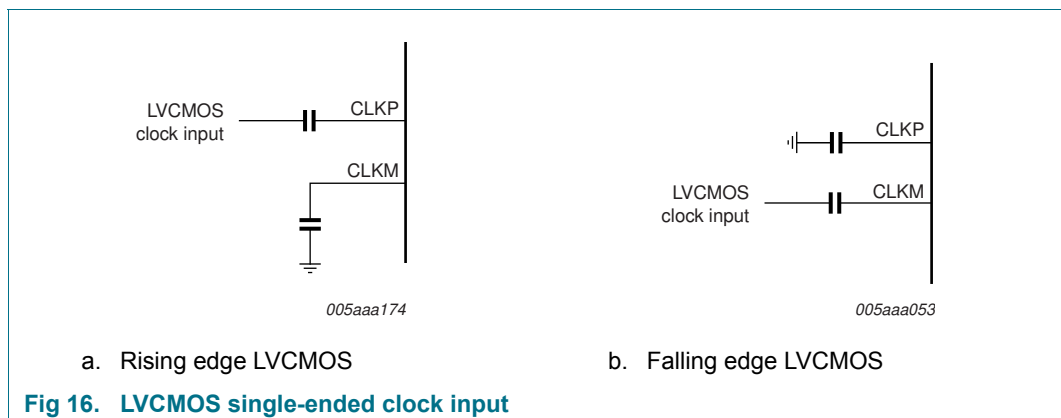 LVCMOS
clock input
CLKP
CLKM
005aaa174
a. Rising edge LVCMOS
CLKP
LVCMOS
clock input
CLKM
005aaa053
b. Falling edge LVCMOS
Fig 16. LVCMOS single-ended clock input